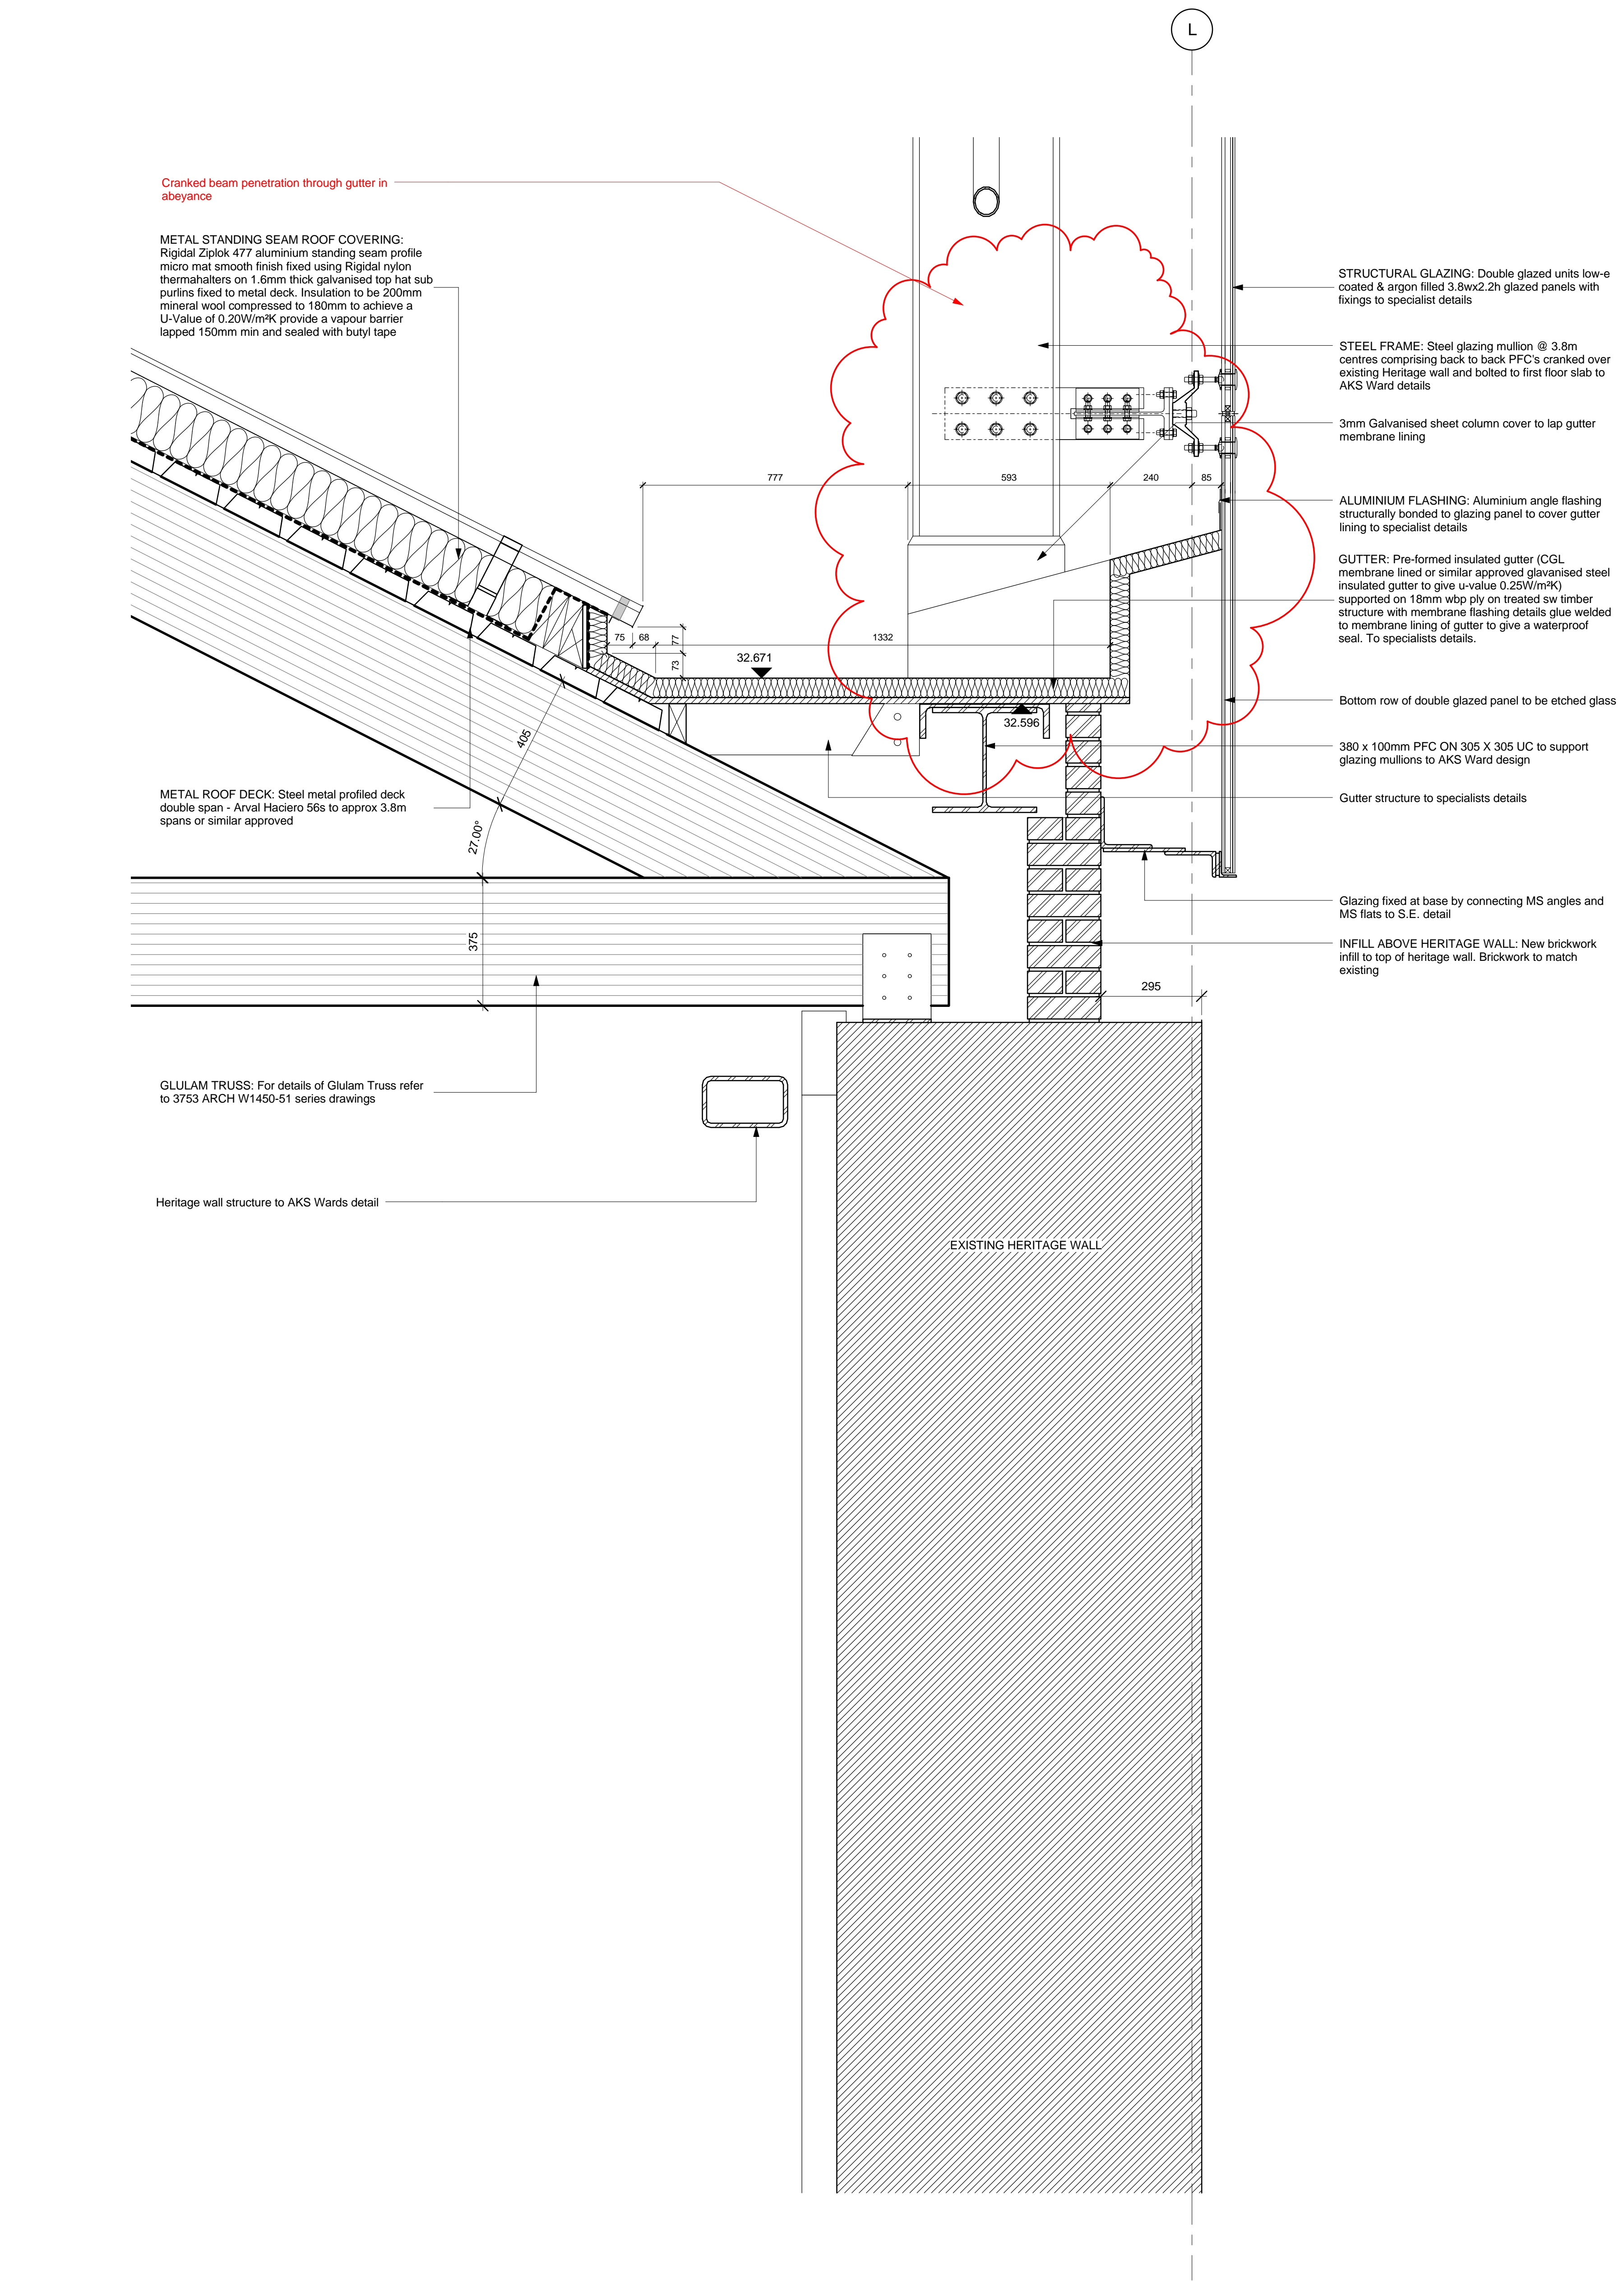 L
Cranked beam penetration through gutter in
abeyance
METAL STANDING SEAM ROOF COVERING:
Rigidal Ziplok 477 aluminium standing seam profile
micro mat smooth finish fixed using Rigidal nylon
thermahalters on 1.6mm thick galvanised top hat sub
purlins fixed to metal deck. Insulation to be 200mm
mineral wool compressed to 180mm to achieve a
U-Value of 0.20W/m²K provide a vapour barrier
lapped 150mm min and sealed with butyl tape
STRUCTURAL GLAZING: Double glazed units low-e
coated & argon filled 3.8wx2.2h glazed panels with
fixings to specialist details
STEEL FRAME: Steel glazing mullion @ 3.8m
centres comprising back to back PFC's cranked over
existing Heritage wall and bolted to first floor slab to
AKS Ward details
3mm Galvanised sheet column cover to lap gutter
membrane lining
777
593
240
85
ALUMINIUM FLASHING: Aluminium angle flashing
structurally bonded to glazing panel to cover gutter
lining to specialist details
GUTTER: Pre-formed insulated gutter (CGL
membrane lined or similar approved glavanised steel
insulated gutter to give u-value 0.25W/m²K)
supported on 18mm wbp ply on treated sw timber
structure with membrane flashing details glue welded
to membrane lining of gutter to give a waterproof
seal. To specialists details.
75
68
77
1332
73
32.671
32.596
Bottom row of double glazed panel to be etched glass
380 x 100mm PFC ON 305 X 305 UC to support
glazing mullions to AKS Ward design
Gutter structure to specialists details
405
METAL ROOF DECK: Steel metal profiled deck
double span - Arval Haciero 56s to approx 3.8m
spans or similar approved
27.00°
375
Glazing fixed at base by connecting MS angles and
MS flats to S.E. detail
INFILL ABOVE HERITAGE WALL: New brickwork
infill to top of heritage wall. Brickwork to match
existing
295
GLULAM TRUSS: For details of Glulam Truss refer
to 3753 ARCH W1450-51 series drawings
Heritage wall structure to AKS Wards detail
EXISTING HERITAGE WALL